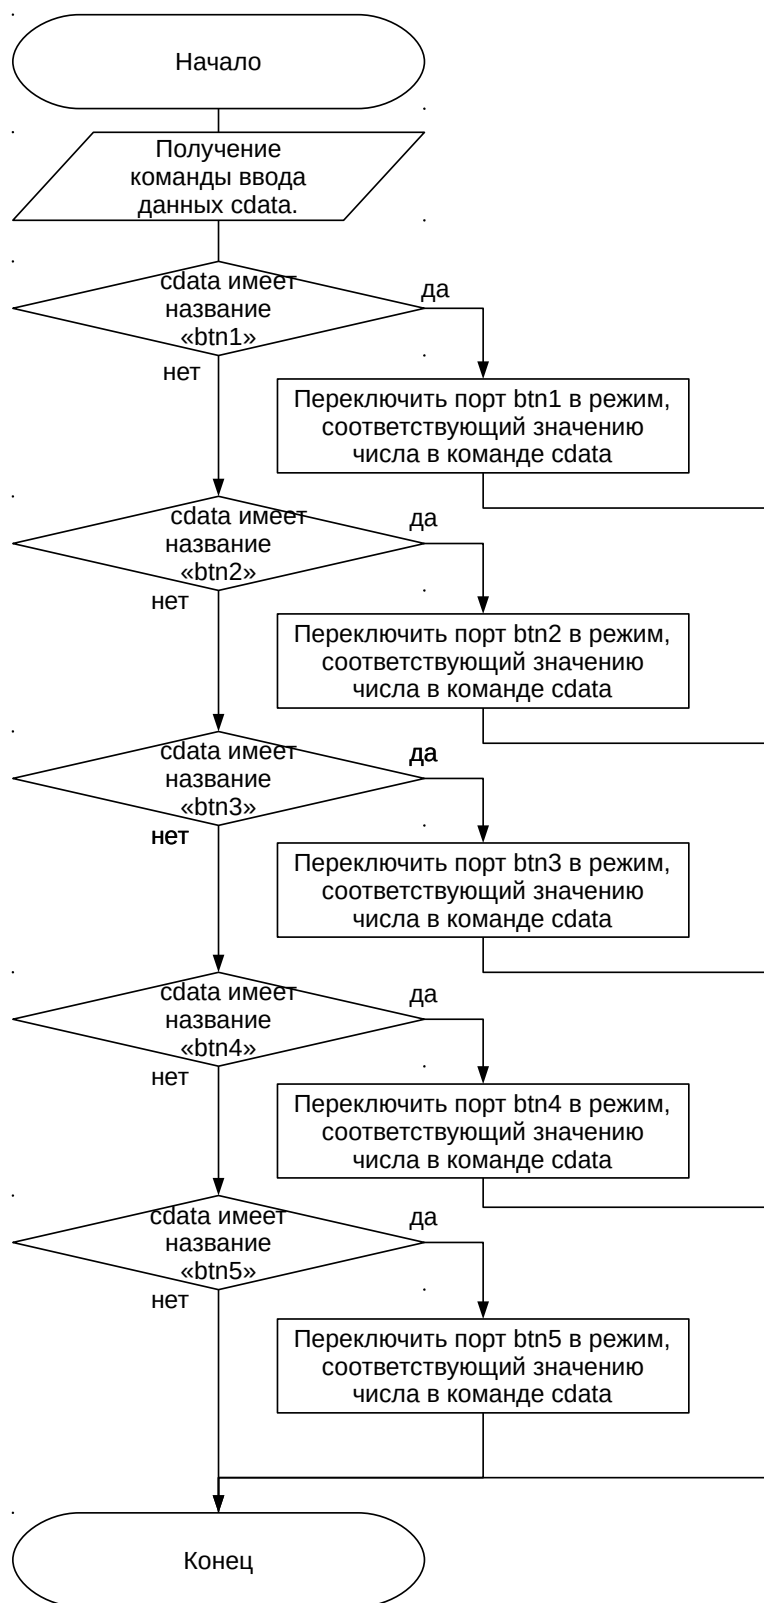 Начало
Получение
команды ввода
данных cdata.
cdata имеет
название
«btn1»
да
нет
Переключить порт btn1 в режим,
соответствующий значению
числа в команде cdata
cdata имеет
название
«btn2»
да
нет
Переключить порт btn2 в режим,
соответствующий значению
числа в команде cdata
cdata имеет
название
«btn3»
да
нет
Переключить порт btn3 в режим,
соответствующий значению
числа в команде cdata
cdata имеет
название
«btn4»
да
нет
Переключить порт btn4 в режим,
соответствующий значению
числа в команде cdata
cdata имеет
название
«btn5»
да
нет
Переключить порт btn5 в режим,
соответствующий значению
числа в команде cdata
Конец